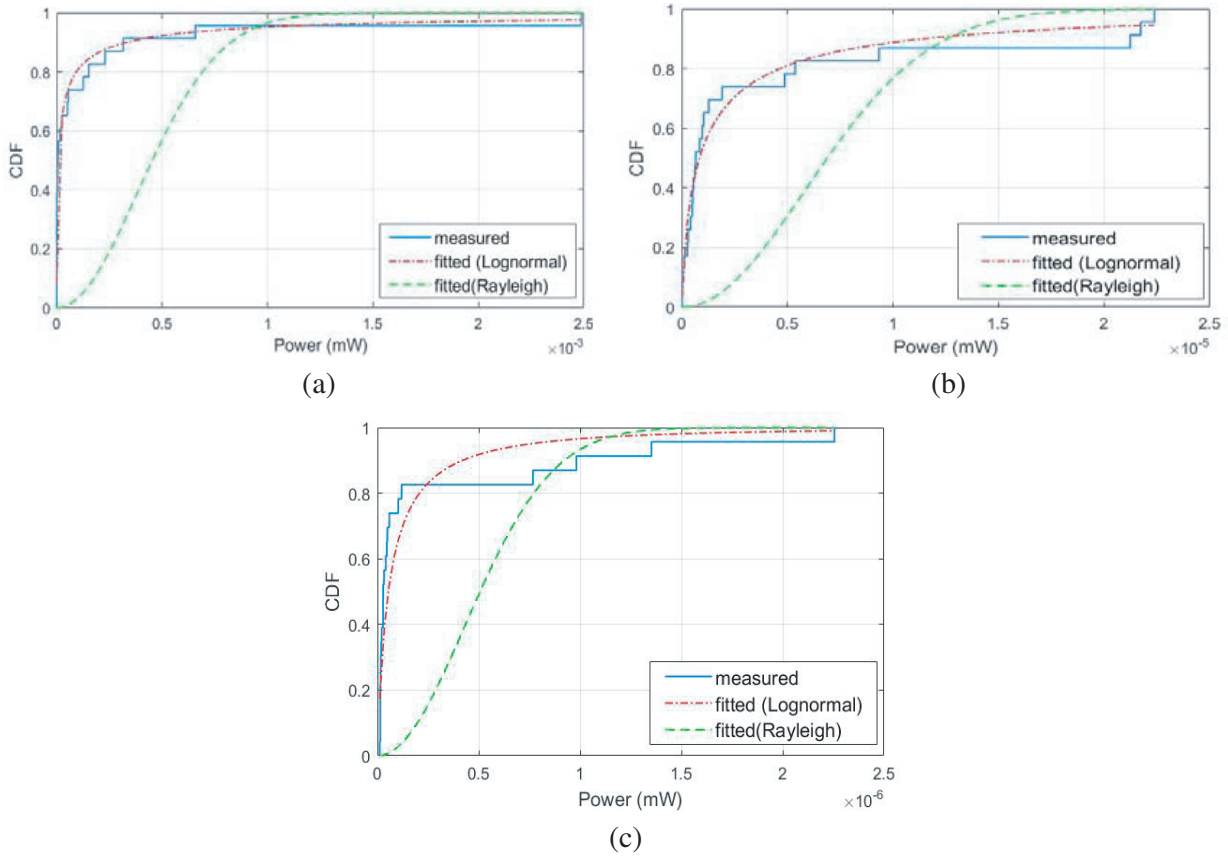 1
0.8
0.6
0.4
0.2
0
CDF
0 0.5 1 1.5 2 2.5
Power (mW)
×10-3
measured
fitted (Lognormal)
fitted(Rayleigh)
(a)
1
0.8
0.6
0.4
0.2
0
CDF
0 0.5 1 1.5 2 2.5
Power (mW)
×10-5
measured
fitted (Lognormal)
fitted(Rayleigh)
(b)
1
0.8
0.6
0.4
0.2
0
CDF
0 0.5 1 1.5 2 2.5
Power (mW)
×10-6
measured
fitted (Lognormal)
fitted(Rayleigh)
(c)